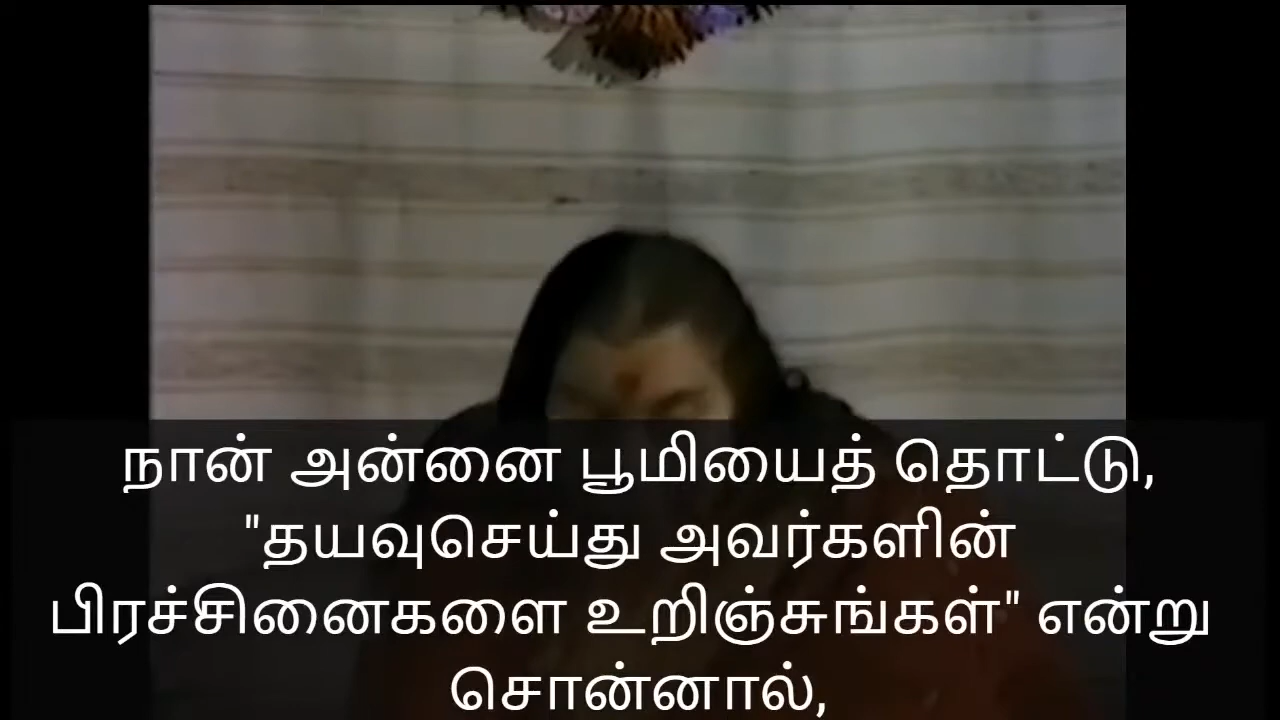 நான் அன்னை பூமியைத் தொட்டு,
"தயவுசெய்து அவர்களின்
பிரச்சினைகளை உறிஞ்சுங்கள்" என்று
சொன்னால்,